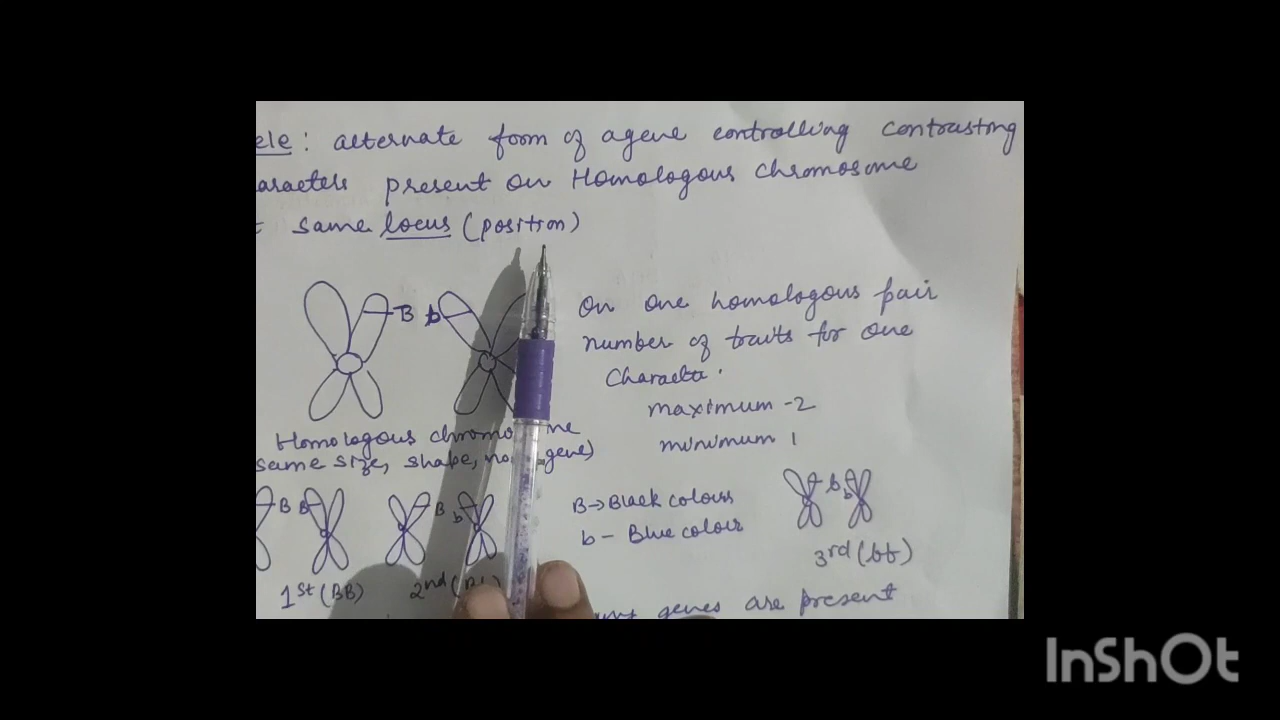 ele: alternate form of agene controlling contrasting
aracters present on Homologous chromosome
same locus (position)
B b
On one homologous pair
number of traits for one
Character.
maximum -2
minimum 1
Homologous
same size, shape, no gene)
B B B b
B→Black colour
b - Blue colour
b b
1st (BB) 2nd
3rd (bb)
genes are present
InShOt